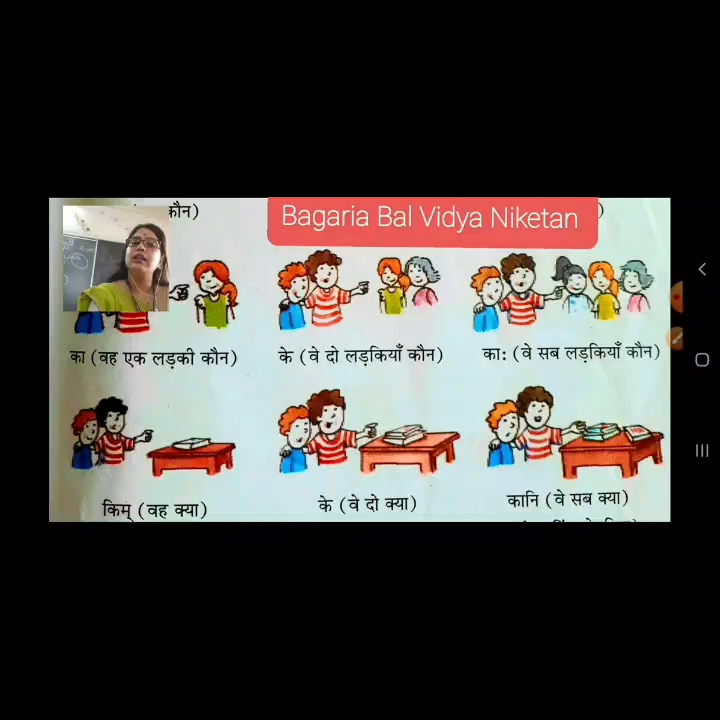 कौन)
Bagaria Bal Vidya Niketan
)
का (वह एक लड़की कौन)
के (वे दो लड़कियाँ कौन)
काः (वे सब लड़कियाँ कौन)
किम् (वह क्या)
के (वे दो क्या)
कानि (वे सब क्या)